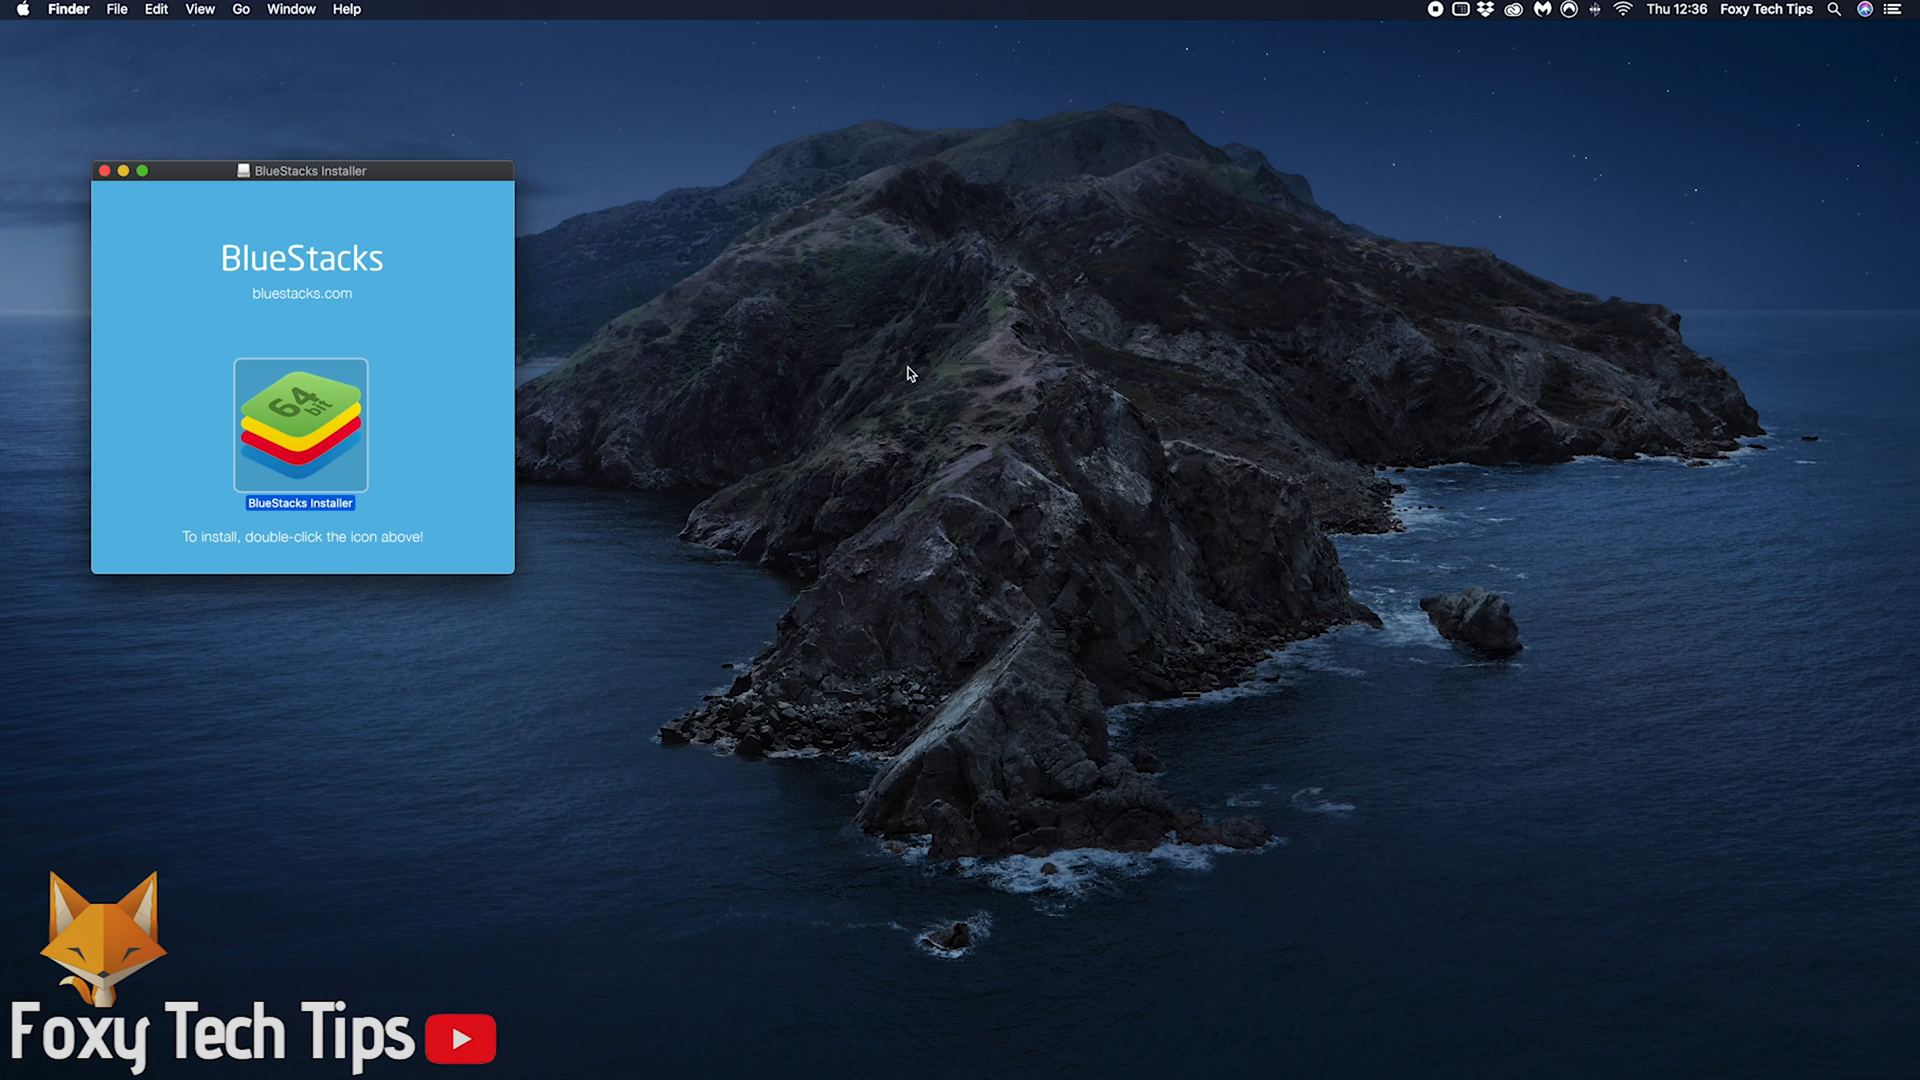 Finder File Edit View Go Window Help Thu 12:36 Foxy Tech Tips
BlueStacks Installer
BlueStacks
bluestacks.com
64
bit
BlueStacks Installer
To install, double-click the icon above!
Foxy Tech Tips